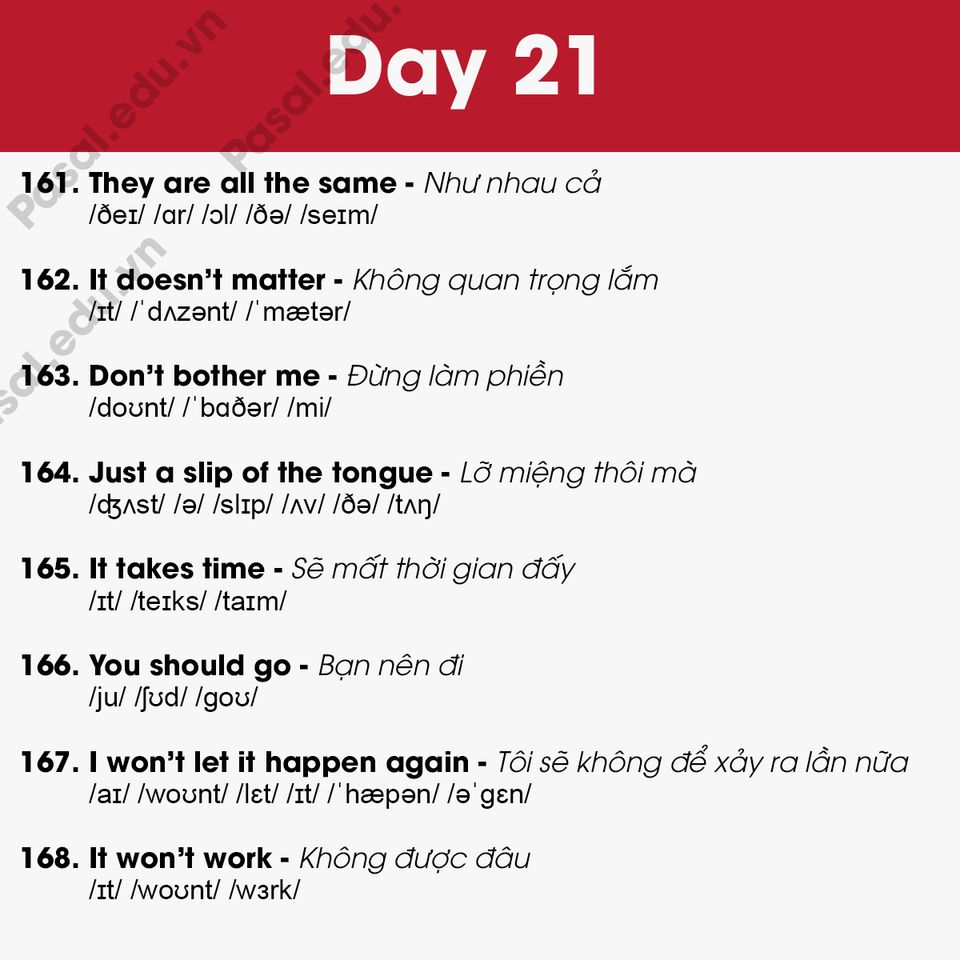 Day 21
Pasal.edu.vn
Pasal.edu.vn
161. They are all the same - Như nhau cả
/ðeɪ/ /ɑr/ /ɔl/ /ðə/ /seɪm/
162. It doesn’t matter - Không quan trọng lắm
/ɪt/ /ˈdʌzənt/ /ˈmætər/
163. Don’t bother me - Đừng làm phiền
/doʊnt/ /ˈbɑðər/ /mi/
asal.edu.vn
164. Just a slip of the tongue - Lỡ miệng thôi mà
/ʤʌst/ /ə/ /slɪp/ /ʌv/ /ðə/ /tʌŋ/
165. It takes time - Sẽ mất thời gian đấy
/ɪt/ /teɪks/ /taɪm/
166. You should go - Bạn nên đi
/ju/ /ʃʊd/ /goʊ/
167. I won’t let it happen again - Tôi sẽ không để xảy ra lần nữa
/aɪ/ /woʊnt/ /lɛt/ /ɪt/ /ˈhæpən/ /əˈgɛn/
168. It won’t work - Không được đâu
/ɪt/ /woʊnt/ /wɜrk/